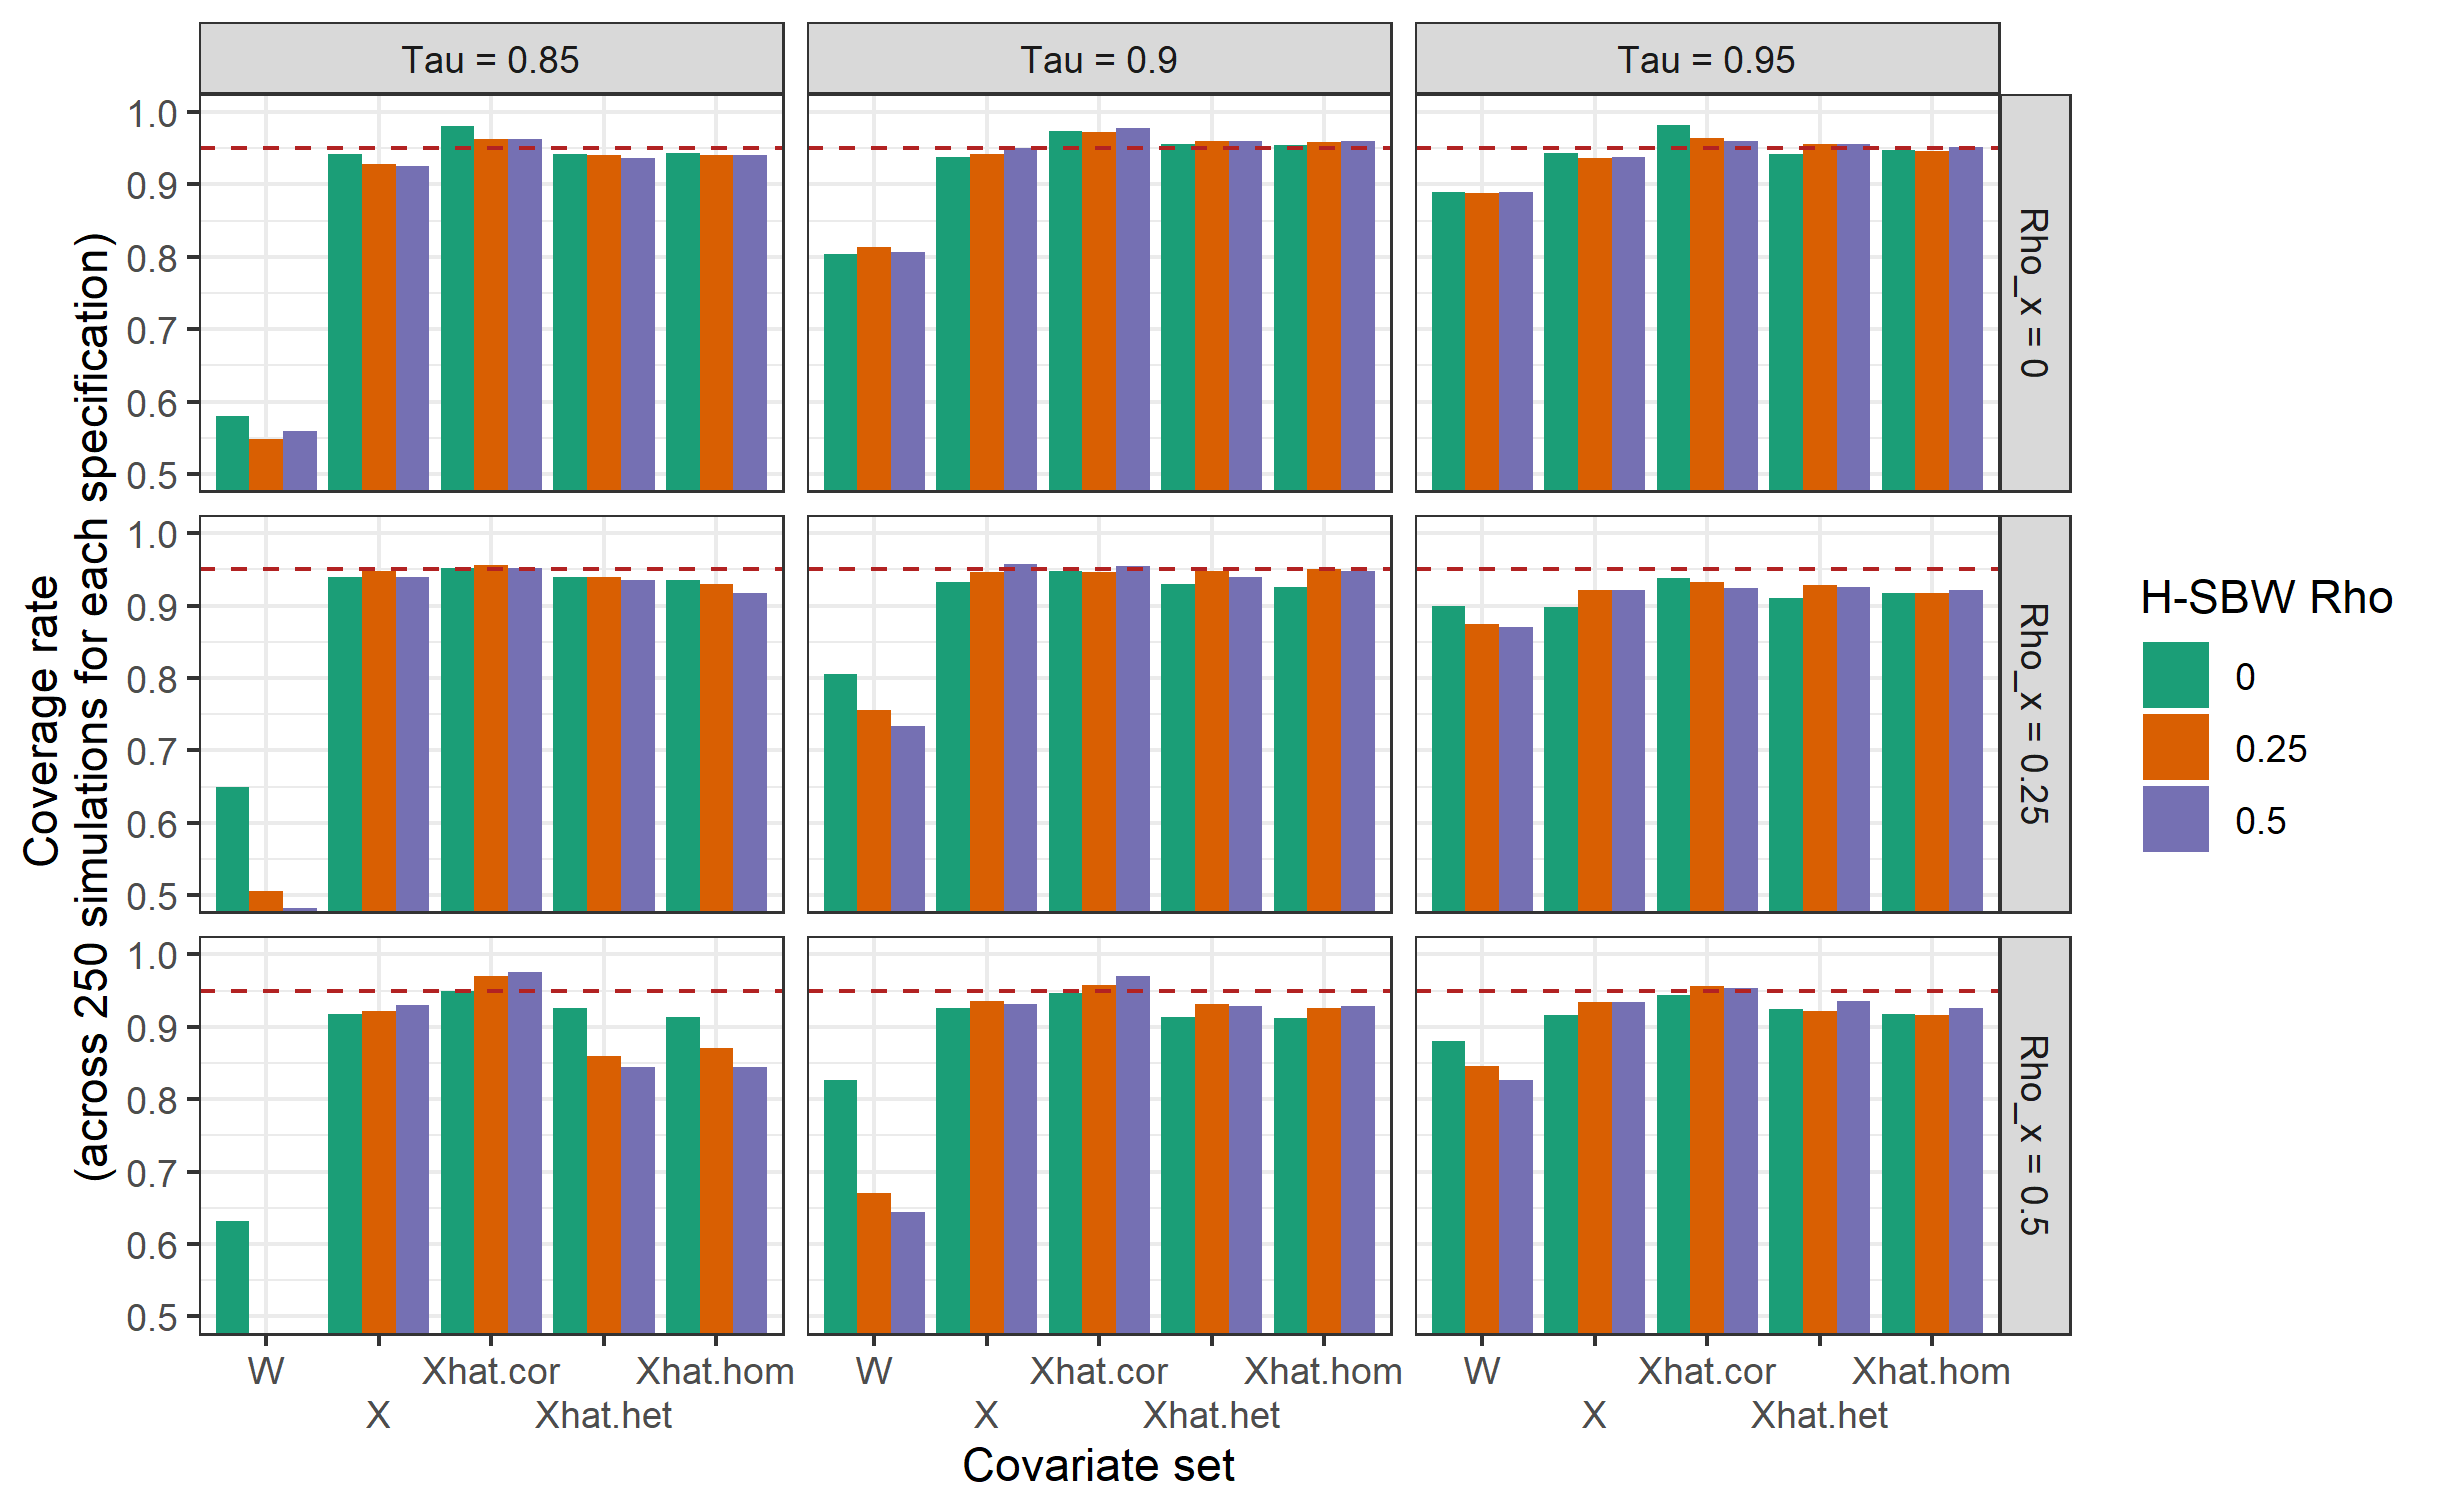 Tau = 0.85
Tau = 0.9
Tau = 0.95
Coverage rate
(across 250 simulations for each specification)
1.0
0.9
0.8
0.7
0.6
0.5
Rho_x = 0
1.0
0.9
0.8
0.7
0.6
0.5
Rho_x = 0.25
1.0
0.9
0.8
0.7
0.6
0.5
Rho_x = 0.5
W
X
Xhat.cor
Xhat.het
Xhat.hom
W
X
Xhat.cor
Xhat.het
Xhat.hom
W
X
Xhat.cor
Xhat.het
Xhat.hom
Covariate set
H-SBW Rho
0
0.25
0.5